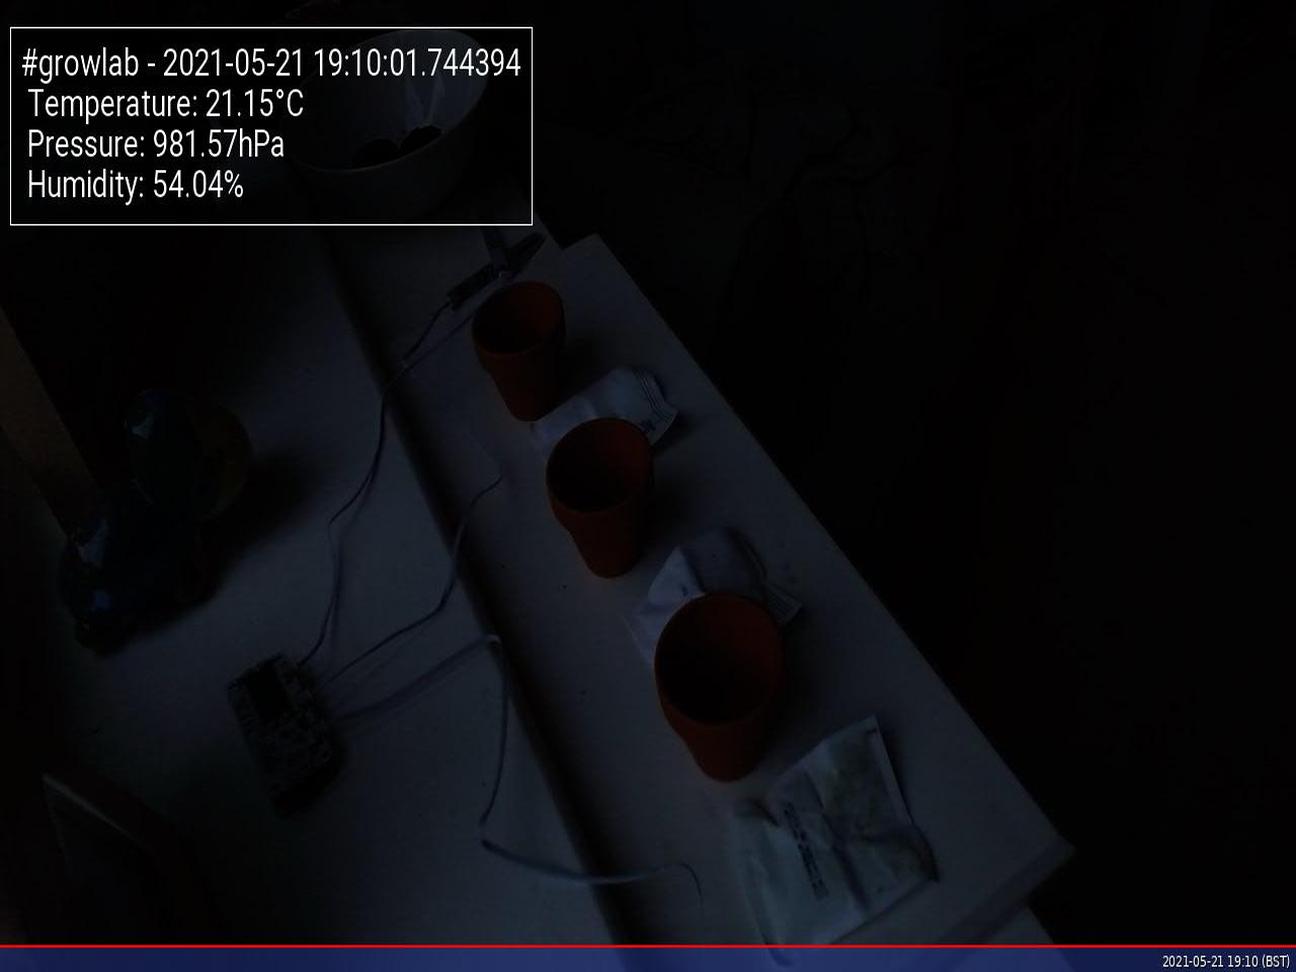 #growlab - 2021-05-21 19:10:01.744394
Temperature: 21.15°C
Pressure: 981.57hPa
Humidity: 54.04%
2021-05-21 19:10 (BST)